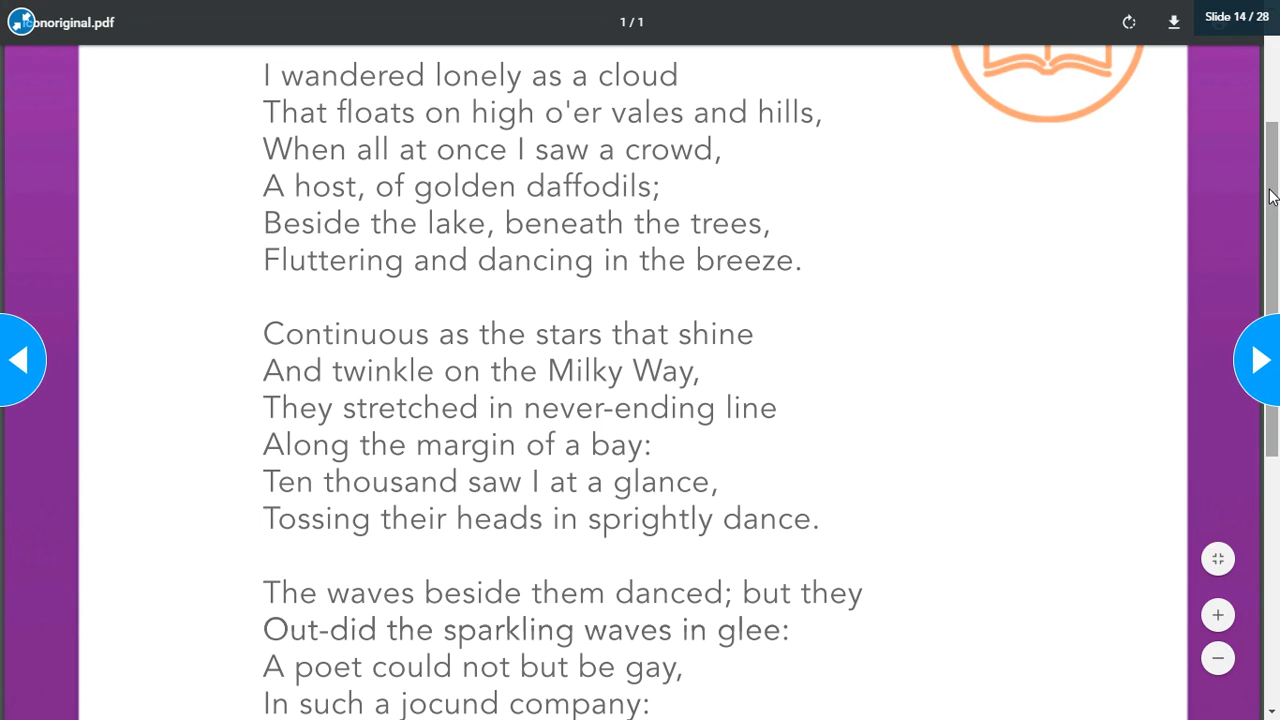 onoriginal.pdf
1 / 1
Slide 14 / 28
I wandered lonely as a cloud
That floats on high o'er vales and hills,
When all at once I saw a crowd,
A host, of golden daffodils;
Beside the lake, beneath the trees,
Fluttering and dancing in the breeze.
Continuous as the stars that shine
And twinkle on the Milky Way,
They stretched in never-ending line
Along the margin of a bay:
Ten thousand saw I at a glance,
Tossing their heads in sprightly dance.
The waves beside them danced; but they
Out-did the sparkling waves in glee:
A poet could not but be gay,
In such a jocund company: